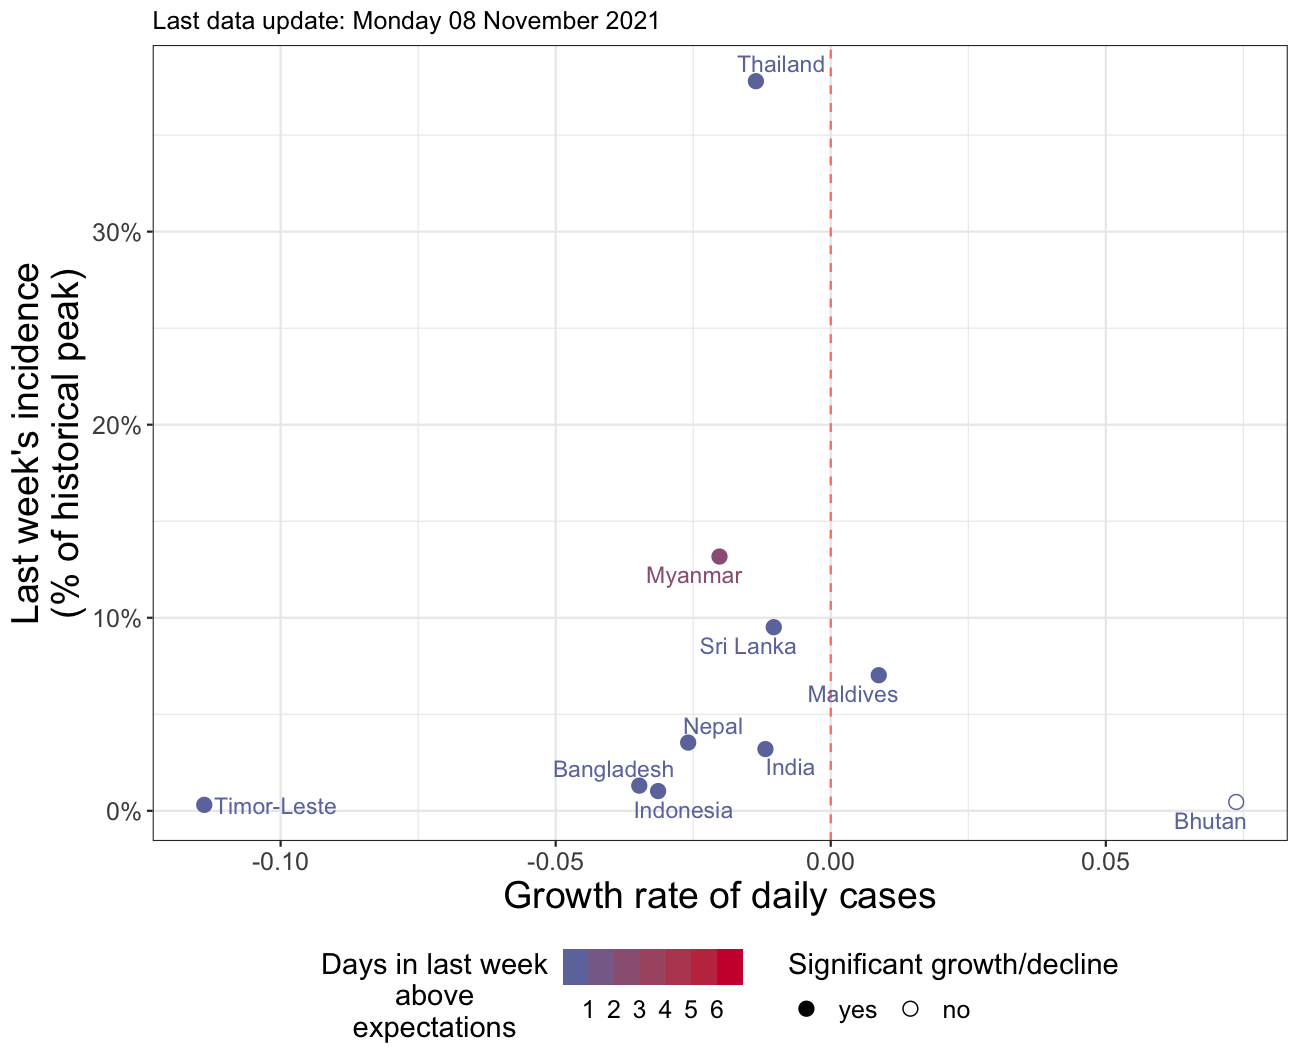 Last data update: Monday 08 November 2021
Thailand
30%
Last week's incidence
(% of historical peak)
20%
Myanmar
10%
Sri Lanka
Maldives
Nepal
India
Bangladesh
Indonesia
Timor-Leste
0%
Bhutan
-0.10 -0.05 0.00 0.05
Growth rate of daily cases
Days in last week
above
expectations
1 2 3 4 5 6
Significant growth/decline
yes no